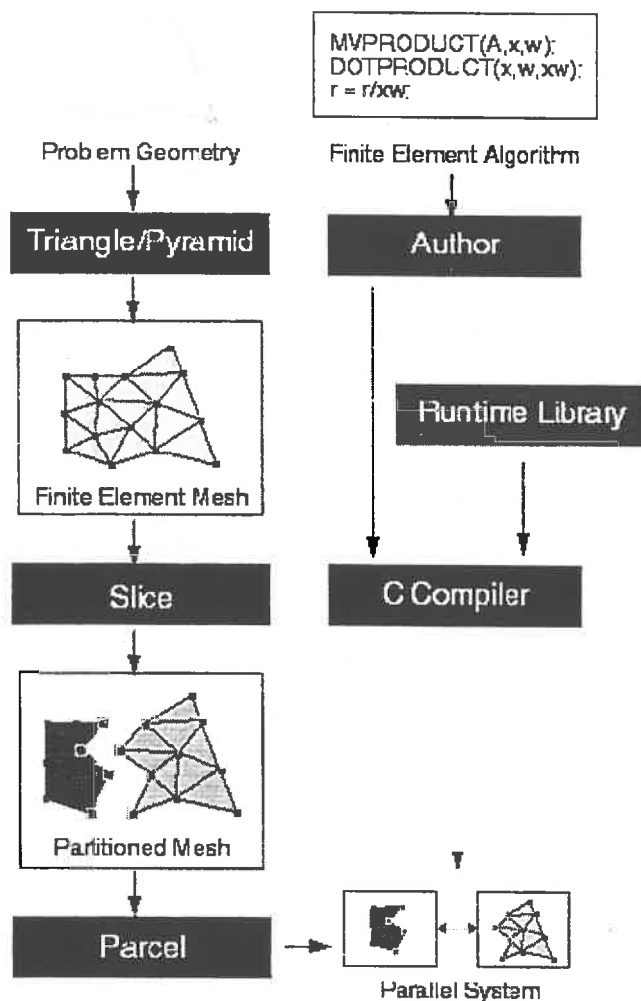 MVPRODUCT(A,x,w);
DOTPRODUCT(x,w,xw);
r = r/xw;
Problem Geometry
Finite Element Algorithm
Triangle/Pyramid
Author
Runtime Library
Finite Element Mesh
Slice
C Compiler
Partitioned Mesh
Parcel
Parallel System